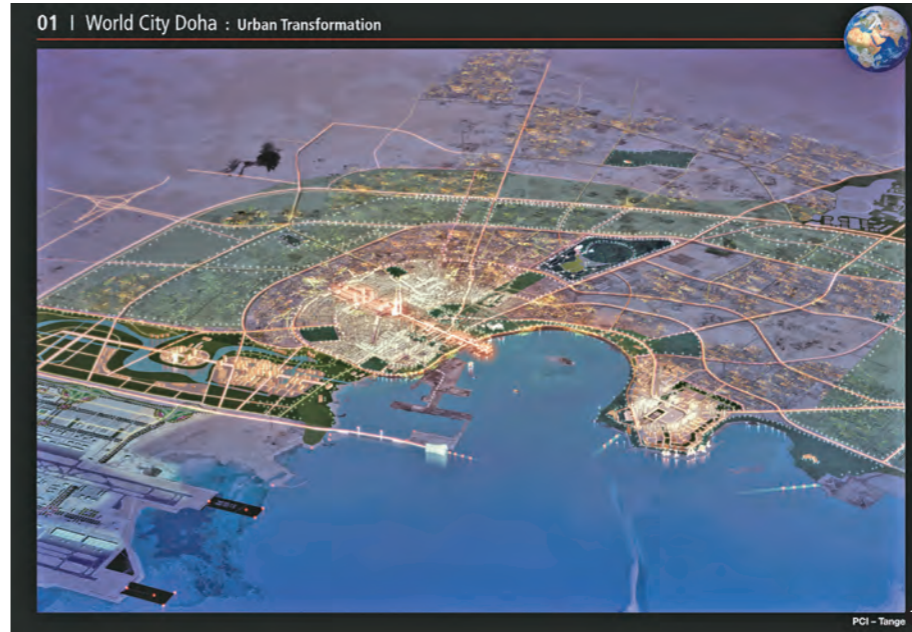 01 | World City Doha : Urban Transformation
PCI – Tange